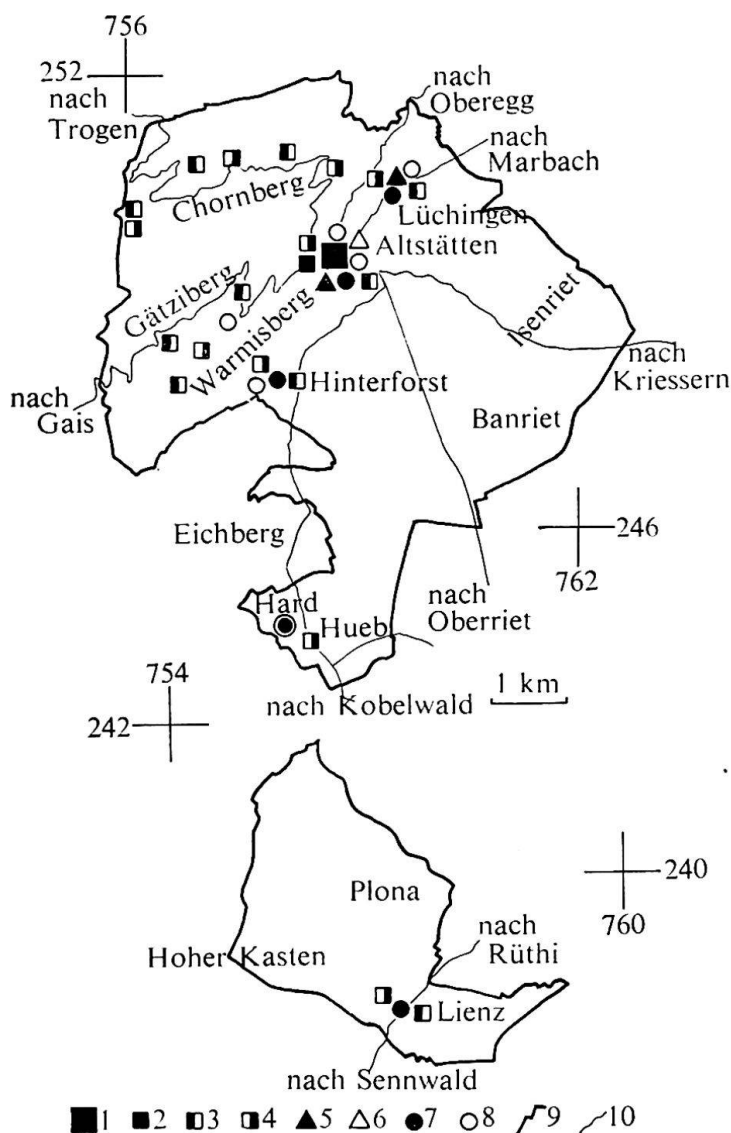 756
252
nach
Trogen
nach
Oberegg
nach
Marbach
Chornberg
Lüchingen
Altstätten
Gätziberg
Warmisberg
Isenriet
nach
Kriessern
nach
Gais
Hinterforst
Banriet
Eichberg
246
762
Hard
Hueb
nach
Oberriet
754
nach Kobelwald
1 km
242
240
760
Plona
nach
Rüthi
Hoher Kasten
Lienz
nach Sennwald
1 2 3 4 5 6 7 8 9 10